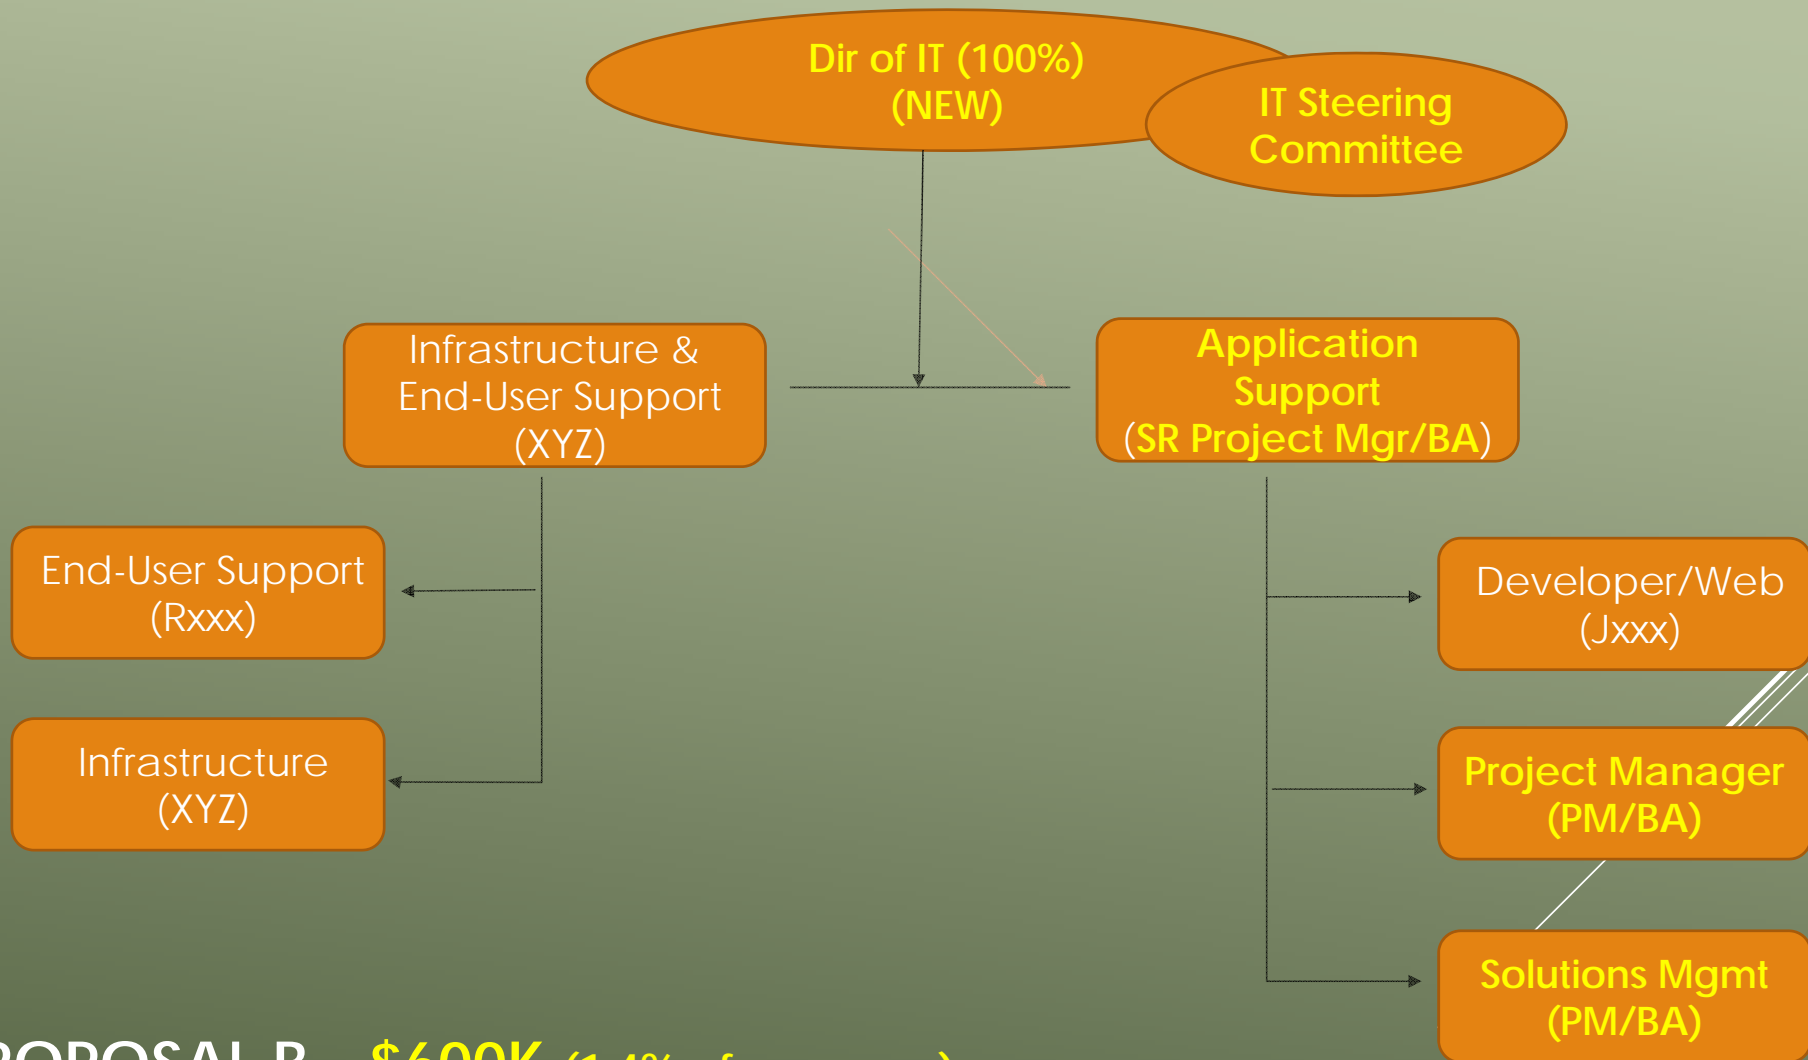 Dir of IT (100%)
(NEW)
IT Steering
Committee
Infrastructure &
End-User Support
(XYZ)
Application
Support
(SR Project Mgr/BA)
End-User Support
(Rxxx)
Developer/Web
(Jxxx)
Infrastructure
(XYZ)
Project Manager
(PM/BA)
Solutions Mgmt
(PM/BA)
$600K